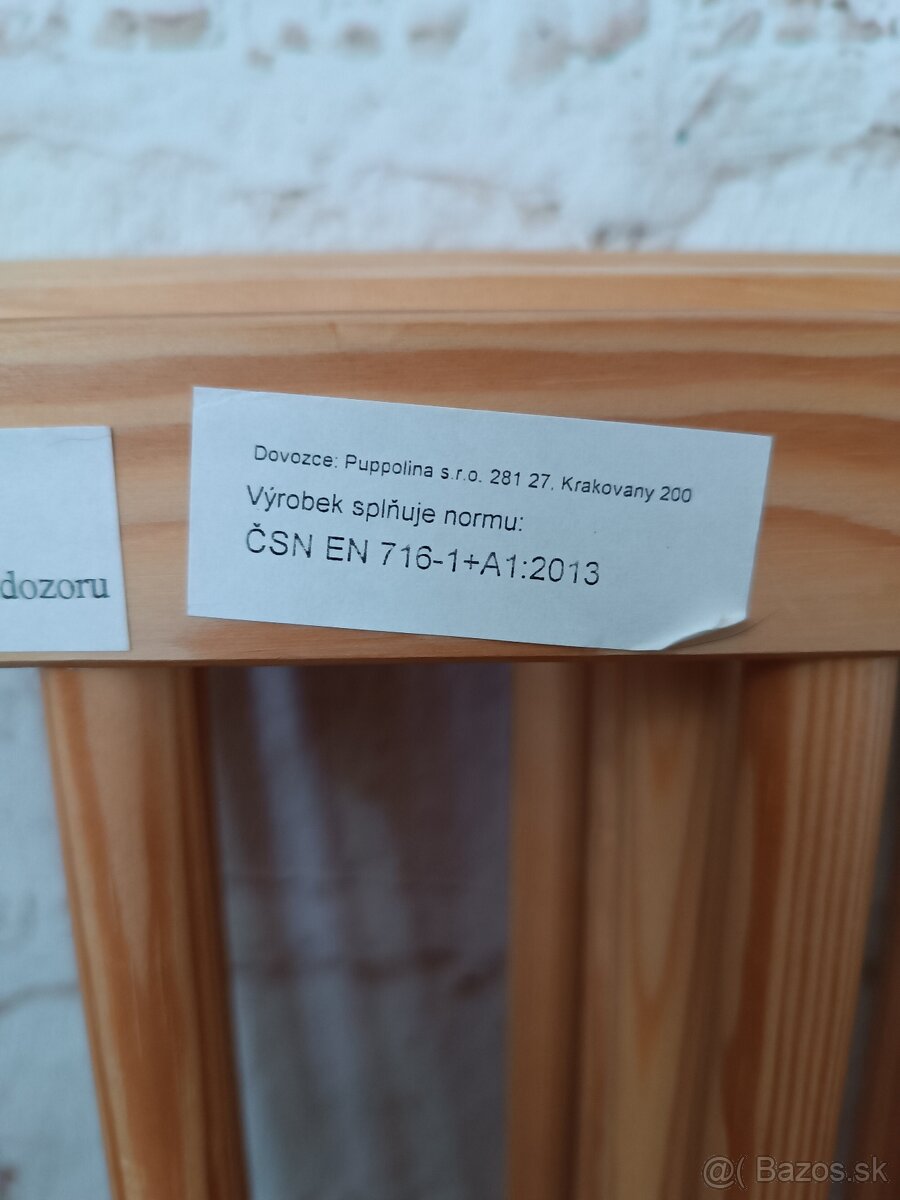 Dovozce: Puppolina s.r.o. 281 27, Krakovany 200
Výrobek splňuje normu:
ČSN EN 716-1+A1:2013
dozoru
@( Bazos.sk